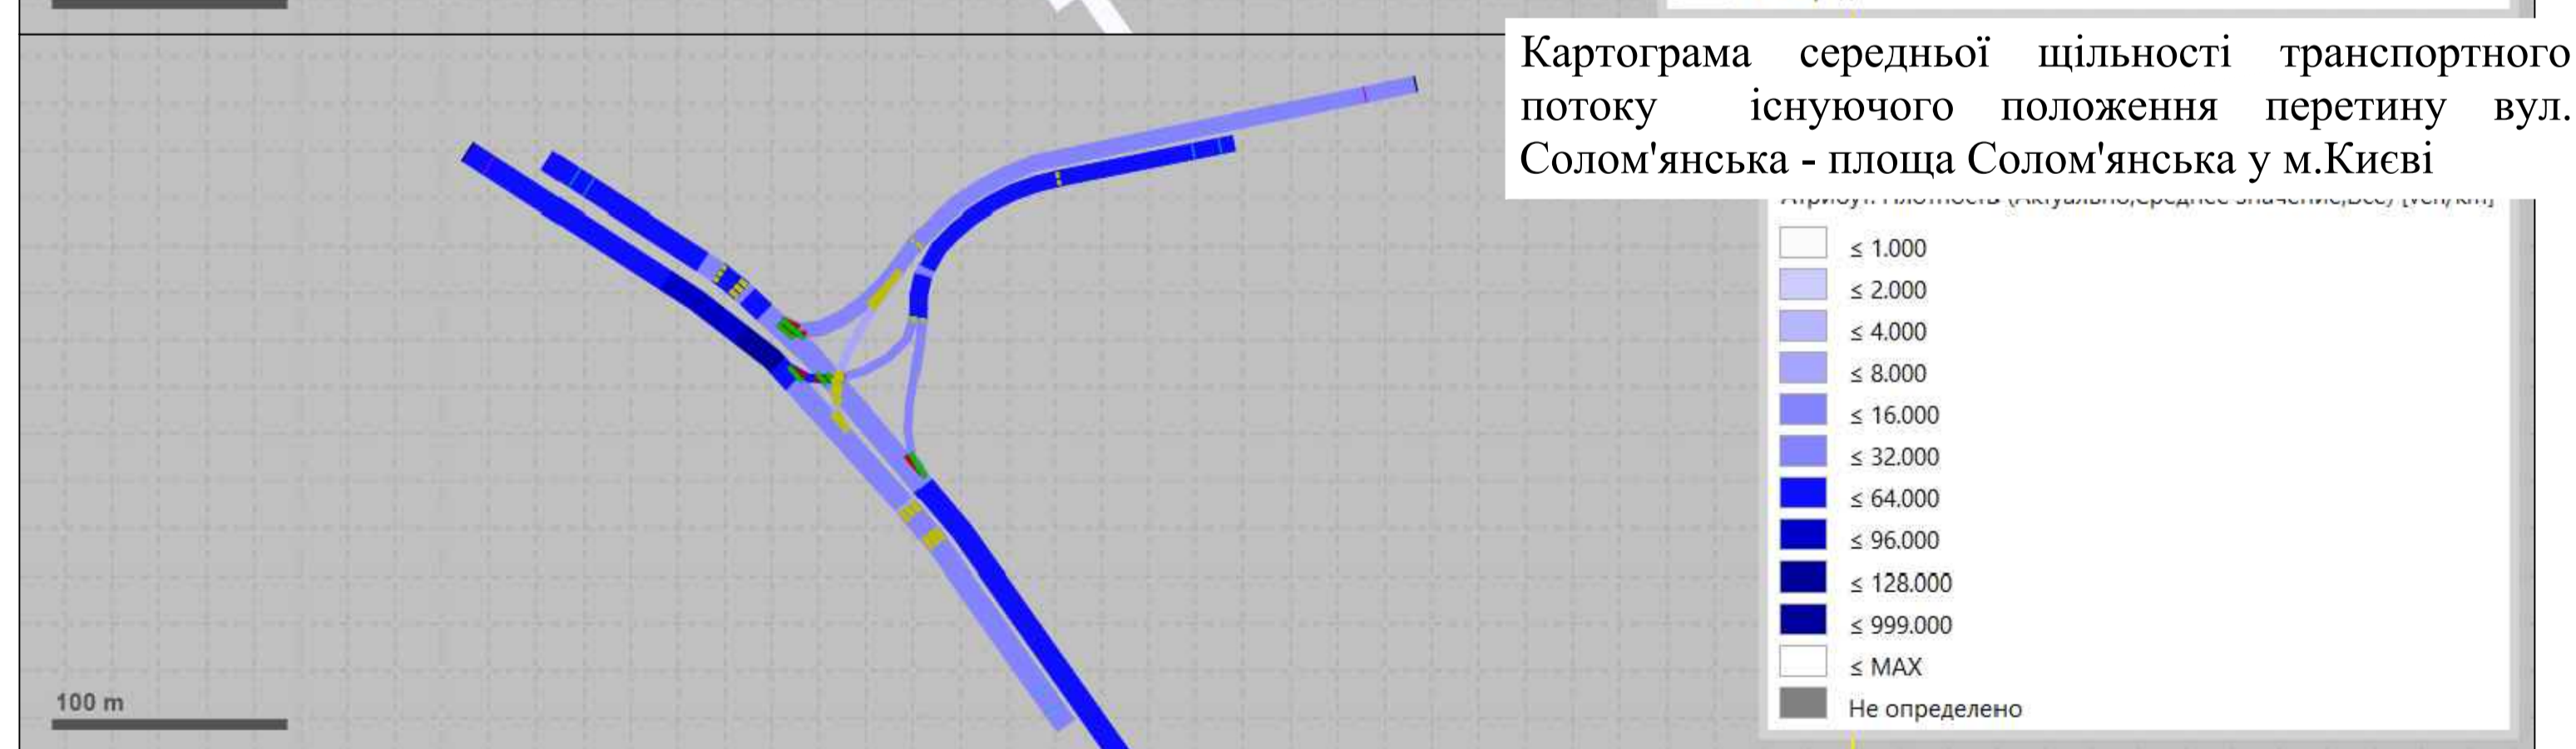 Картограма середньої щільності транспортного
потоку існуючого положення перетину вул.
Солом'янська - площа Солом'янська у м.Києві
≤ 1.000
≤ 2.000
≤ 4.000
≤ 8.000
≤ 16.000
≤ 32.000
≤ 64.000
≤ 96.000
≤ 128.000
≤ 999.000
≤ MAX
Не определено
100 m